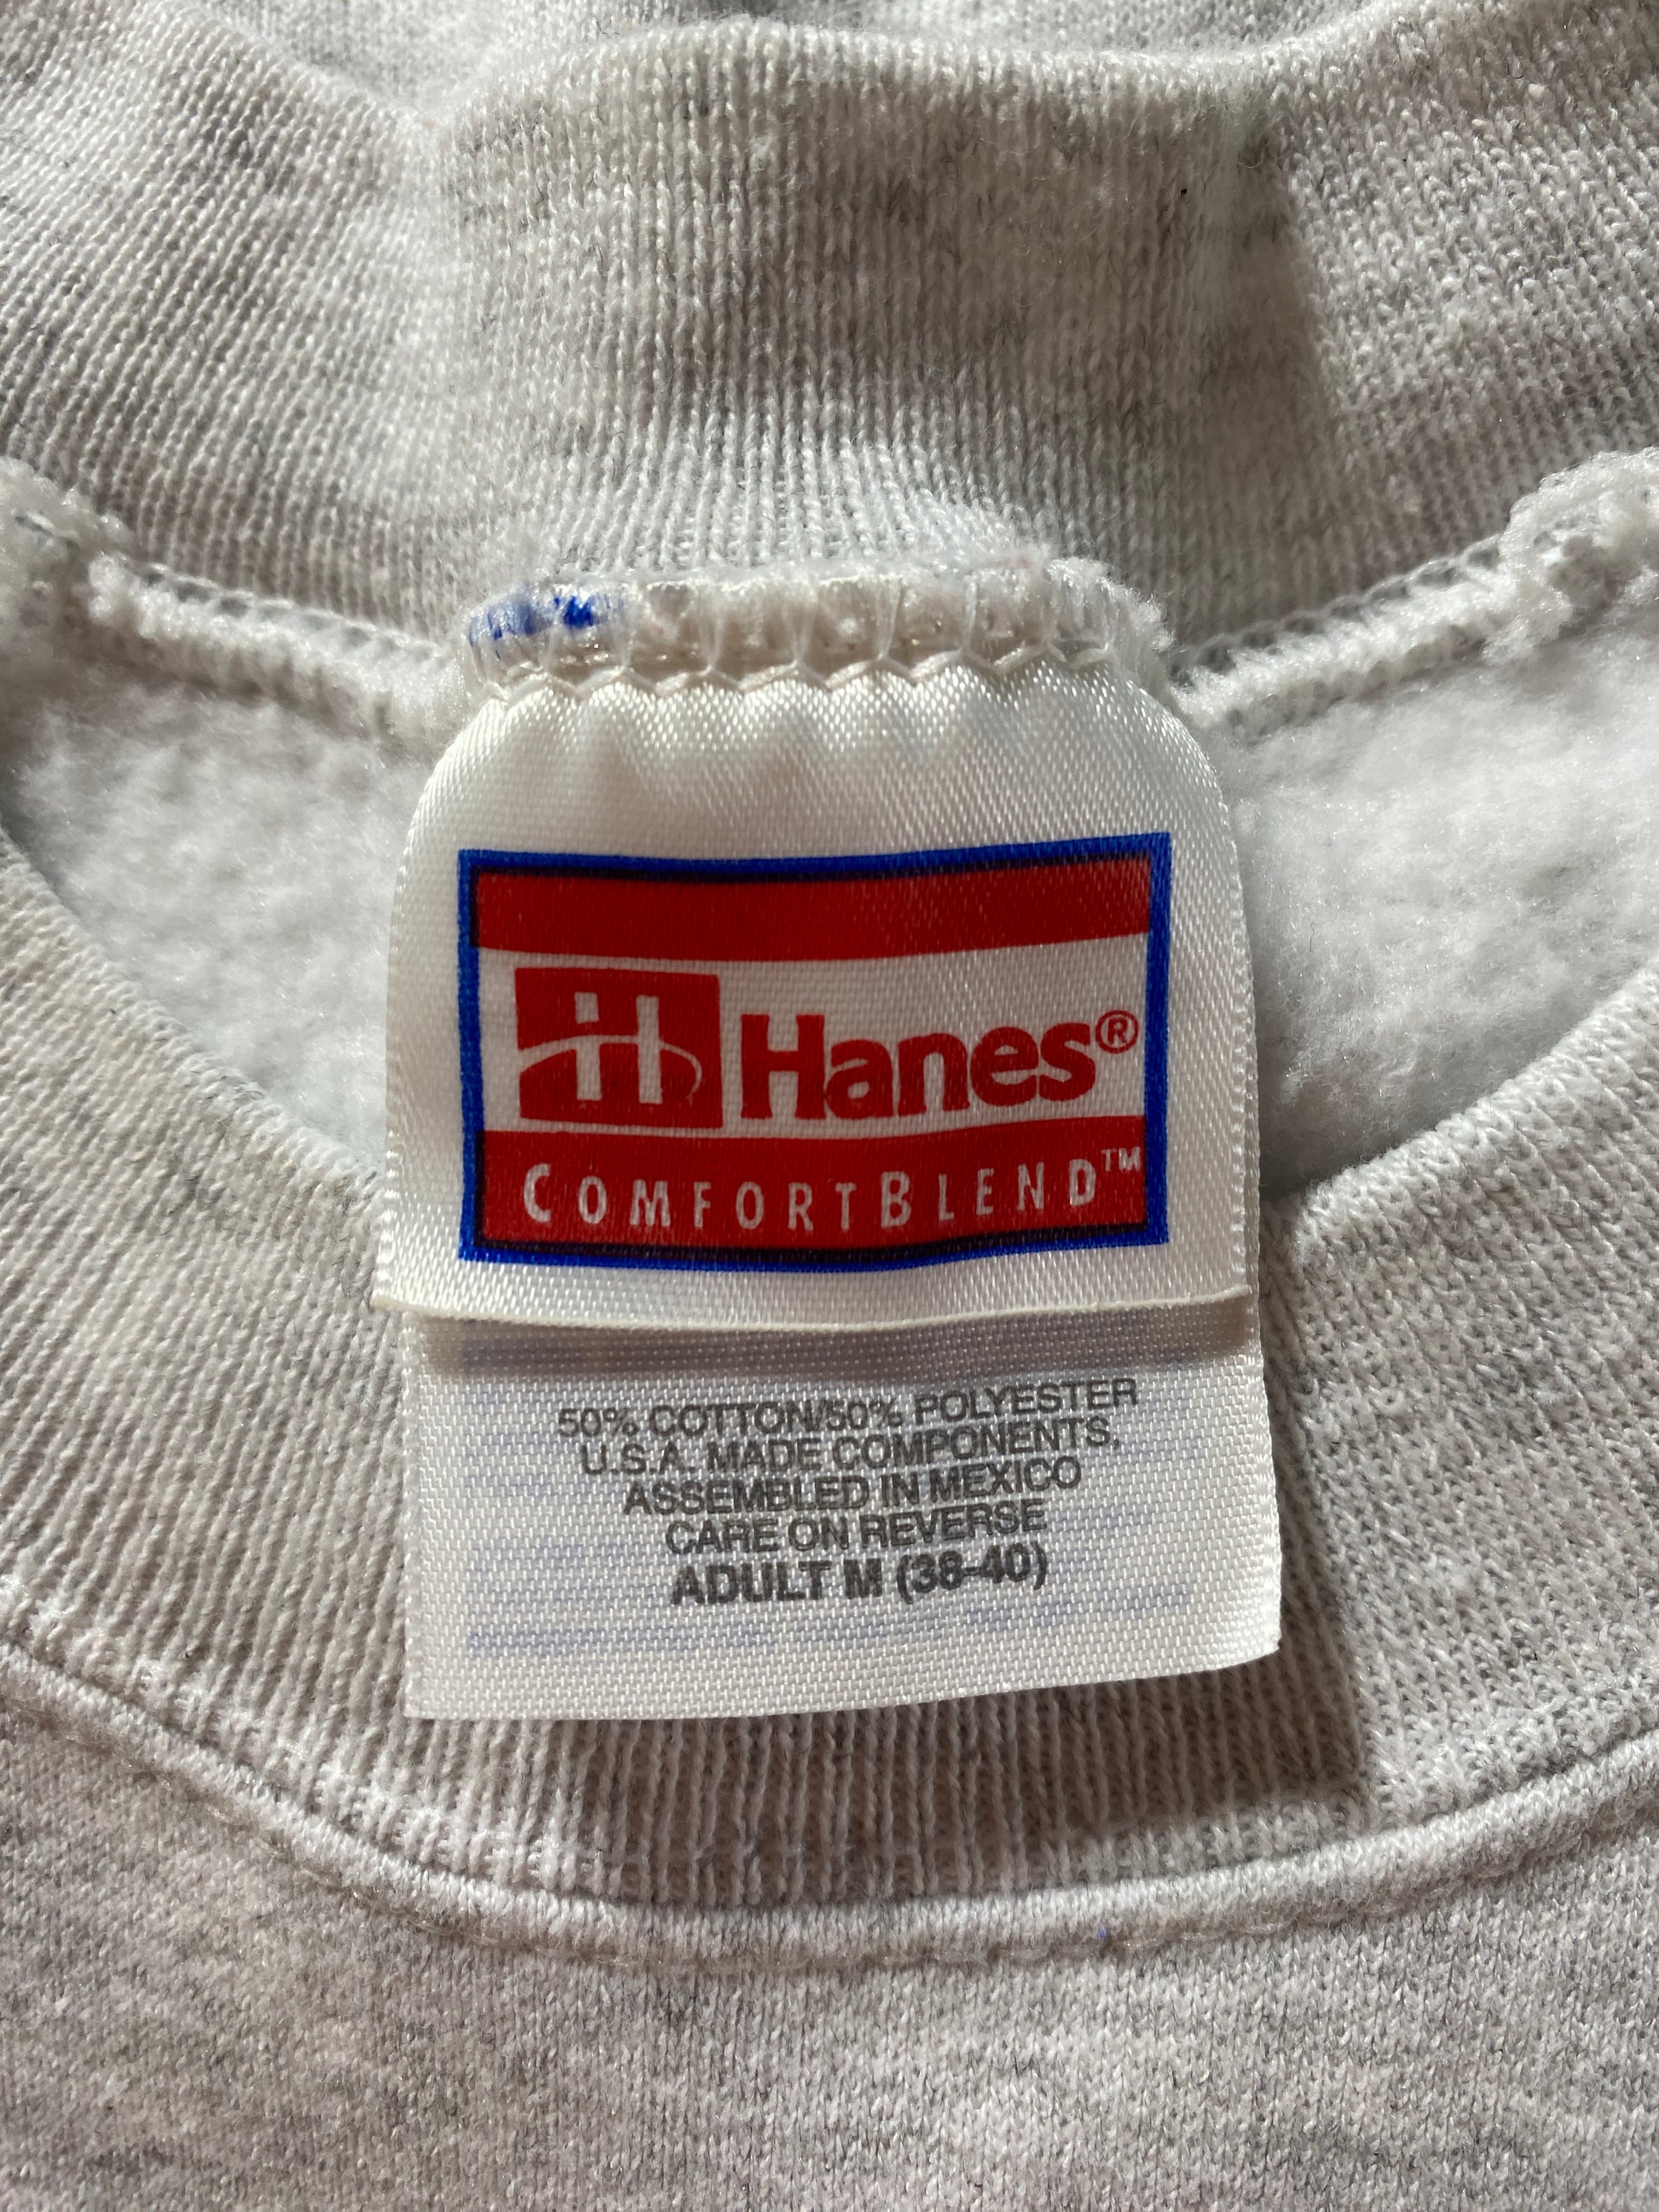 H Hanes®
COMFORTBLEND™
50% COTTON/50% POLYESTER
U.S.A. MADE COMPONENTS.
ASSEMBLED IN MEXICO
CARE ON REVERSE
ADULT M (38-40)